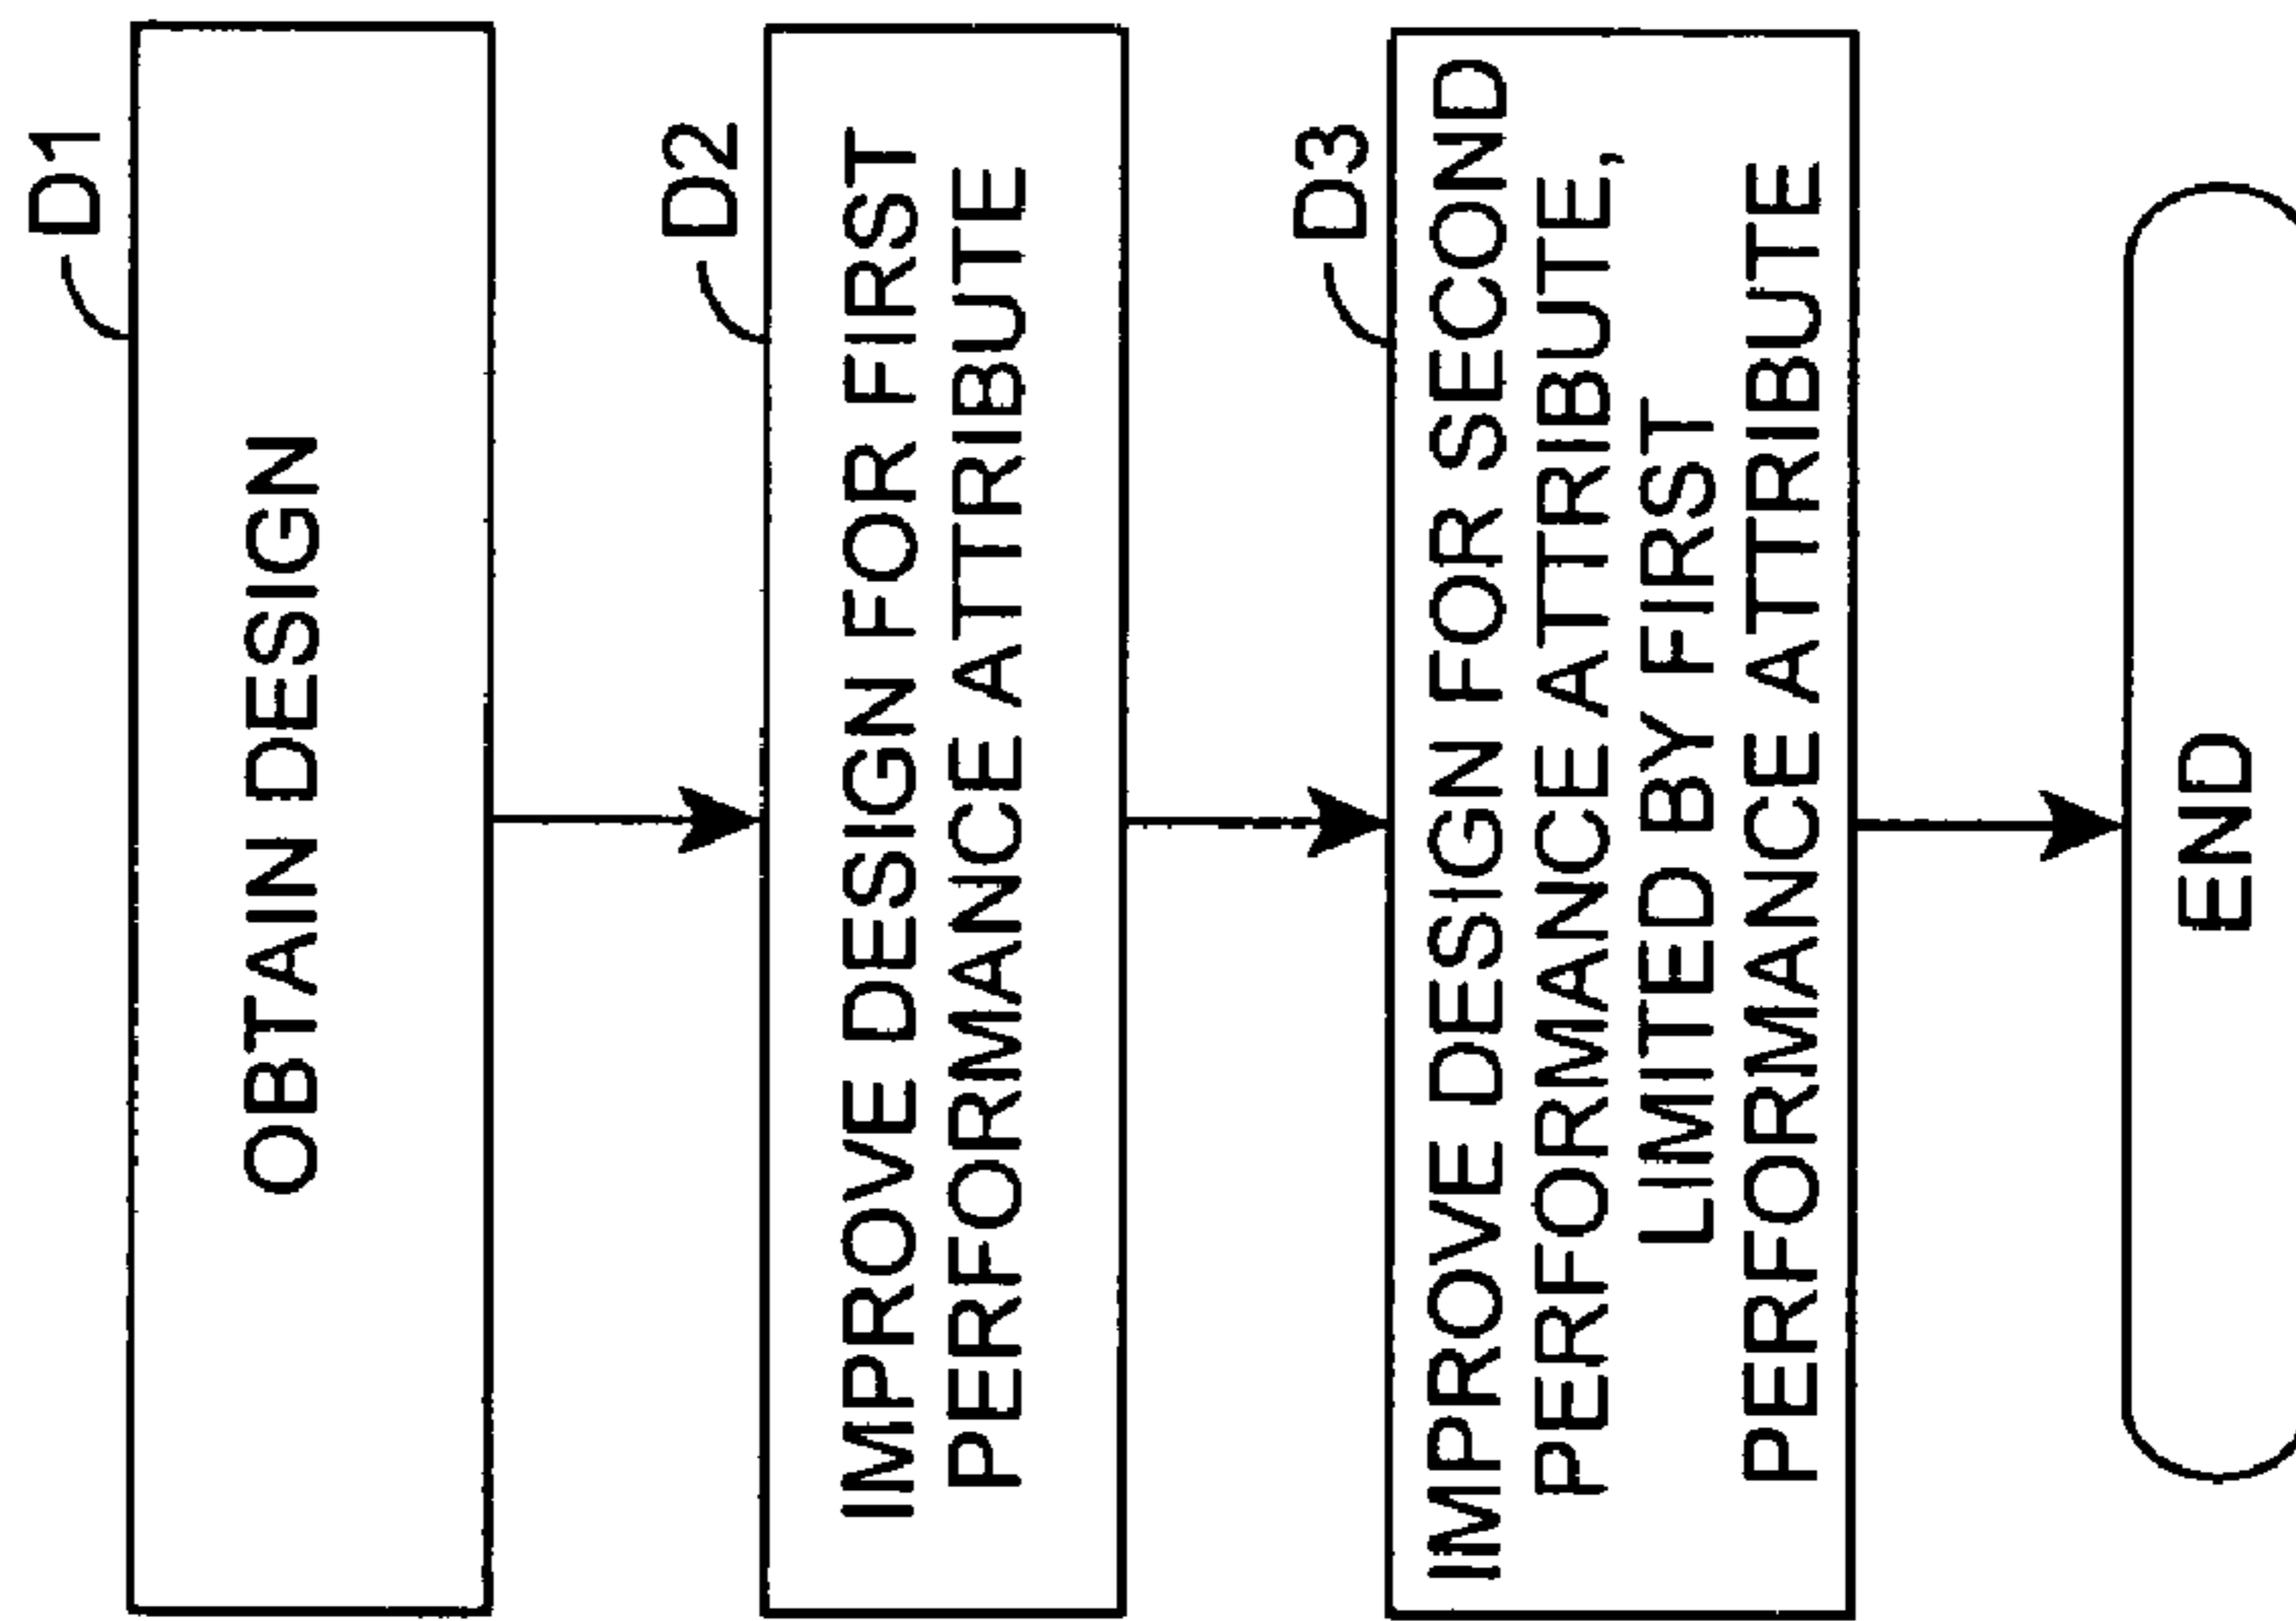 D1
OBTAIN DESIGN
D2
IMPROVE DESIGN FOR FIRST
PERFORMANCE ATTRIBUTE
D3
IMPROVE DESIGN FOR SECOND
PERFORMANCE ATTRIBUTE,
LIMITED BY FIRST
PERFORMANCE ATTRIBUTE
END